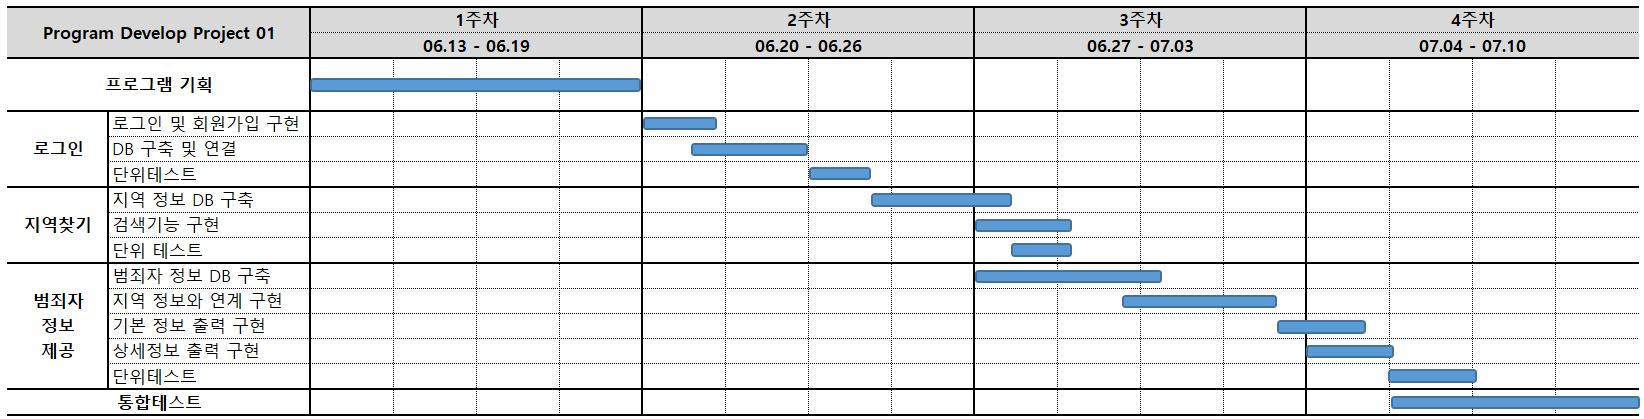 Program Develop Project 01
1주차
2주차
3주차
4주차
06.13 - 06.19
06.20 - 06.26
06.27 - 07.03
07.04 - 07.10
프로그램 기획
로그인
로그인 및 회원가입 구현
DB 구축 및 연결
단위테스트
지역찾기
지역 정보 DB 구축
검색기능 구현
단위 테스트
범죄자
정보
제공
범죄자 정보 DB 구축
지역 정보와 연계 구현
기본 정보 출력 구현
상세정보 출력 구현
단위테스트
통합테스트